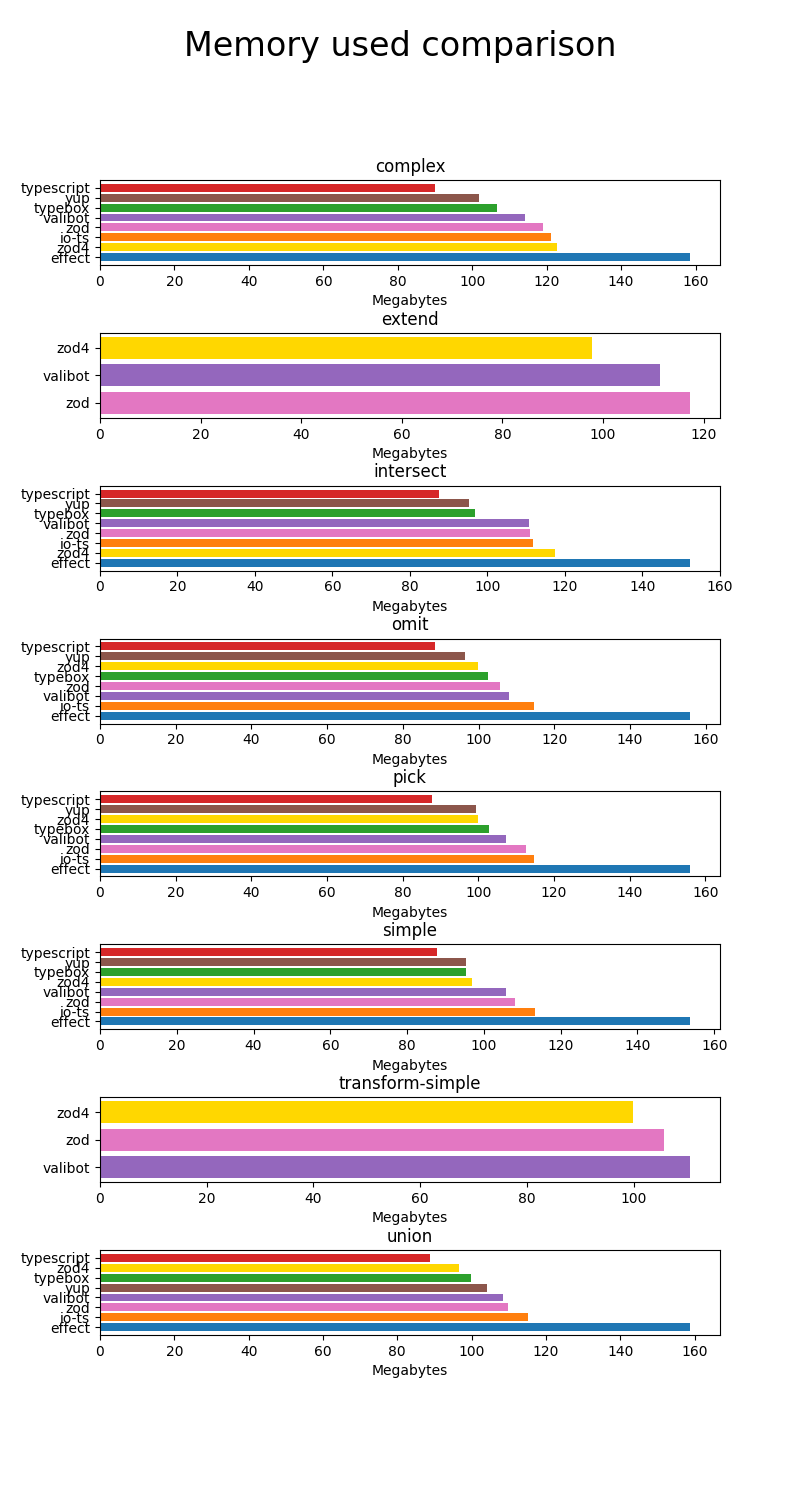 Memory used comparison
complex
typescript
yup
typebox
valibot
zod
io-ts
zod4
effect
0 20 40 60 80 100 120 140 160
Megabytes
extend
zod4
valibot
zod
0 20 40 60 80 100 120
Megabytes
intersect
typescript
yup
typebox
valibot
zod
io-ts
zod4
effect
0 20 40 60 80 100 120 140 160
Megabytes
omit
typescript
yup
zod4
typebox
zod
valibot
io-ts
effect
0 20 40 60 80 100 120 140 160
Megabytes
pick
typescript
yup
zod4
typebox
valibot
zod
io-ts
effect
0 20 40 60 80 100 120 140 160
Megabytes
simple
typescript
yup
typebox
zod4
valibot
zod
io-ts
effect
0 20 40 60 80 100 120 140 160
Megabytes
transform-simple
zod4
zod
valibot
0 20 40 60 80 100
Megabytes
union
typescript
zod4
typebox
yup
valibot
zod
io-ts
effect
0 20 40 60 80 100 120 140 160
Megabytes